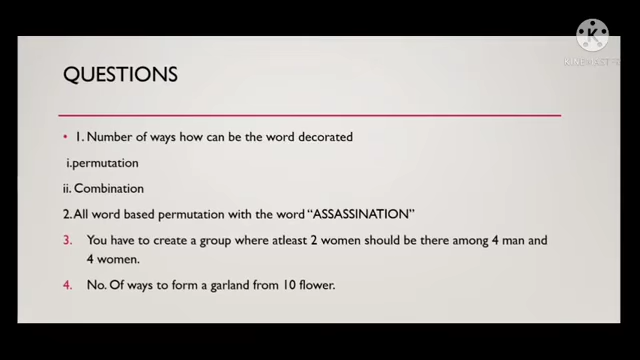 QUESTIONS
• 1. Number of ways how can be the word decorated
i.permutation
ii. Combination
2.All word based permutation with the word "ASSASSINATION"
3. You have to create a group where atleast 2 women should be there among 4 man and
4 women.
4. No. Of ways to form a garland from 10 flower.
K